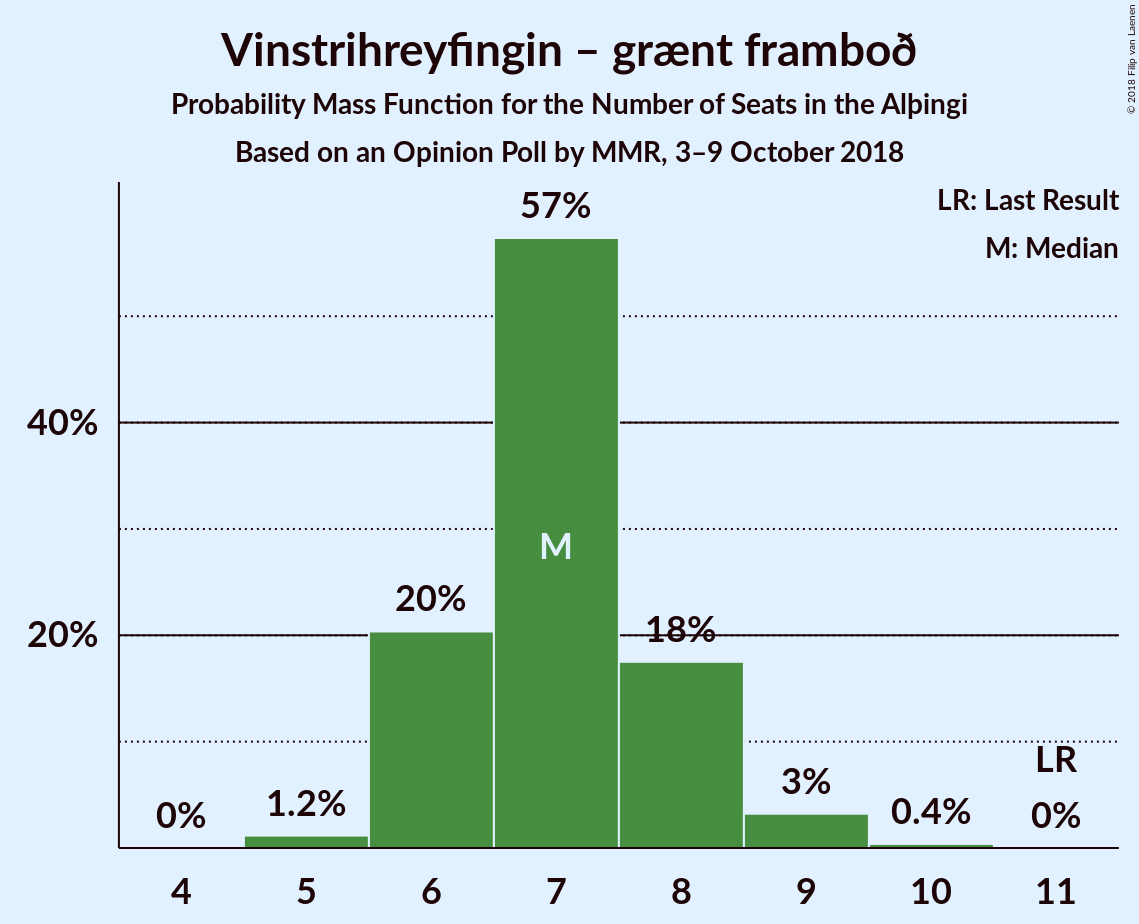 Vinstrihreyfingin – grænt framboð
Probability Mass Function for the Number of Seats in the Alþingi
Based on an Opinion Poll by MMR, 3–9 October 2018
© 2018 Filip van Laenen
LR: Last Result
M: Median
57%
40%
M
20%
20%
18%
LR
0%
1.2%
3%
0.4%
0%
4 5 6 7 8 9 10 11